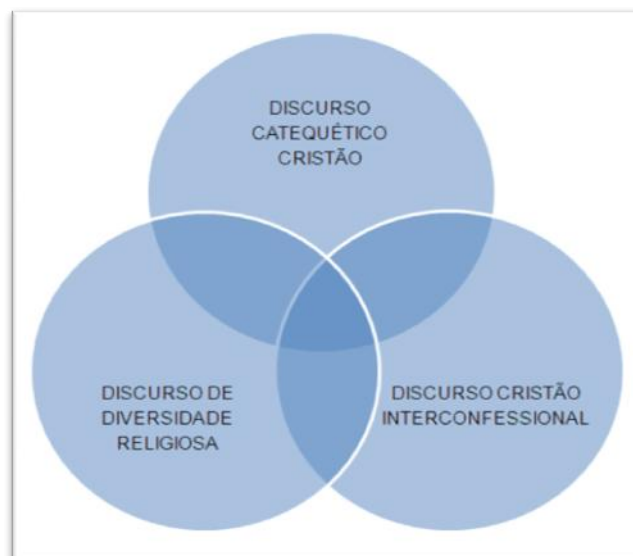 DISCURSO
CATEQUÉTICO
CRISTÃO
DISCURSO DE
DIVERSIDADE
RELIGIOSA
DISCURSO CRISTÃO
INTERCONFESSIONAL